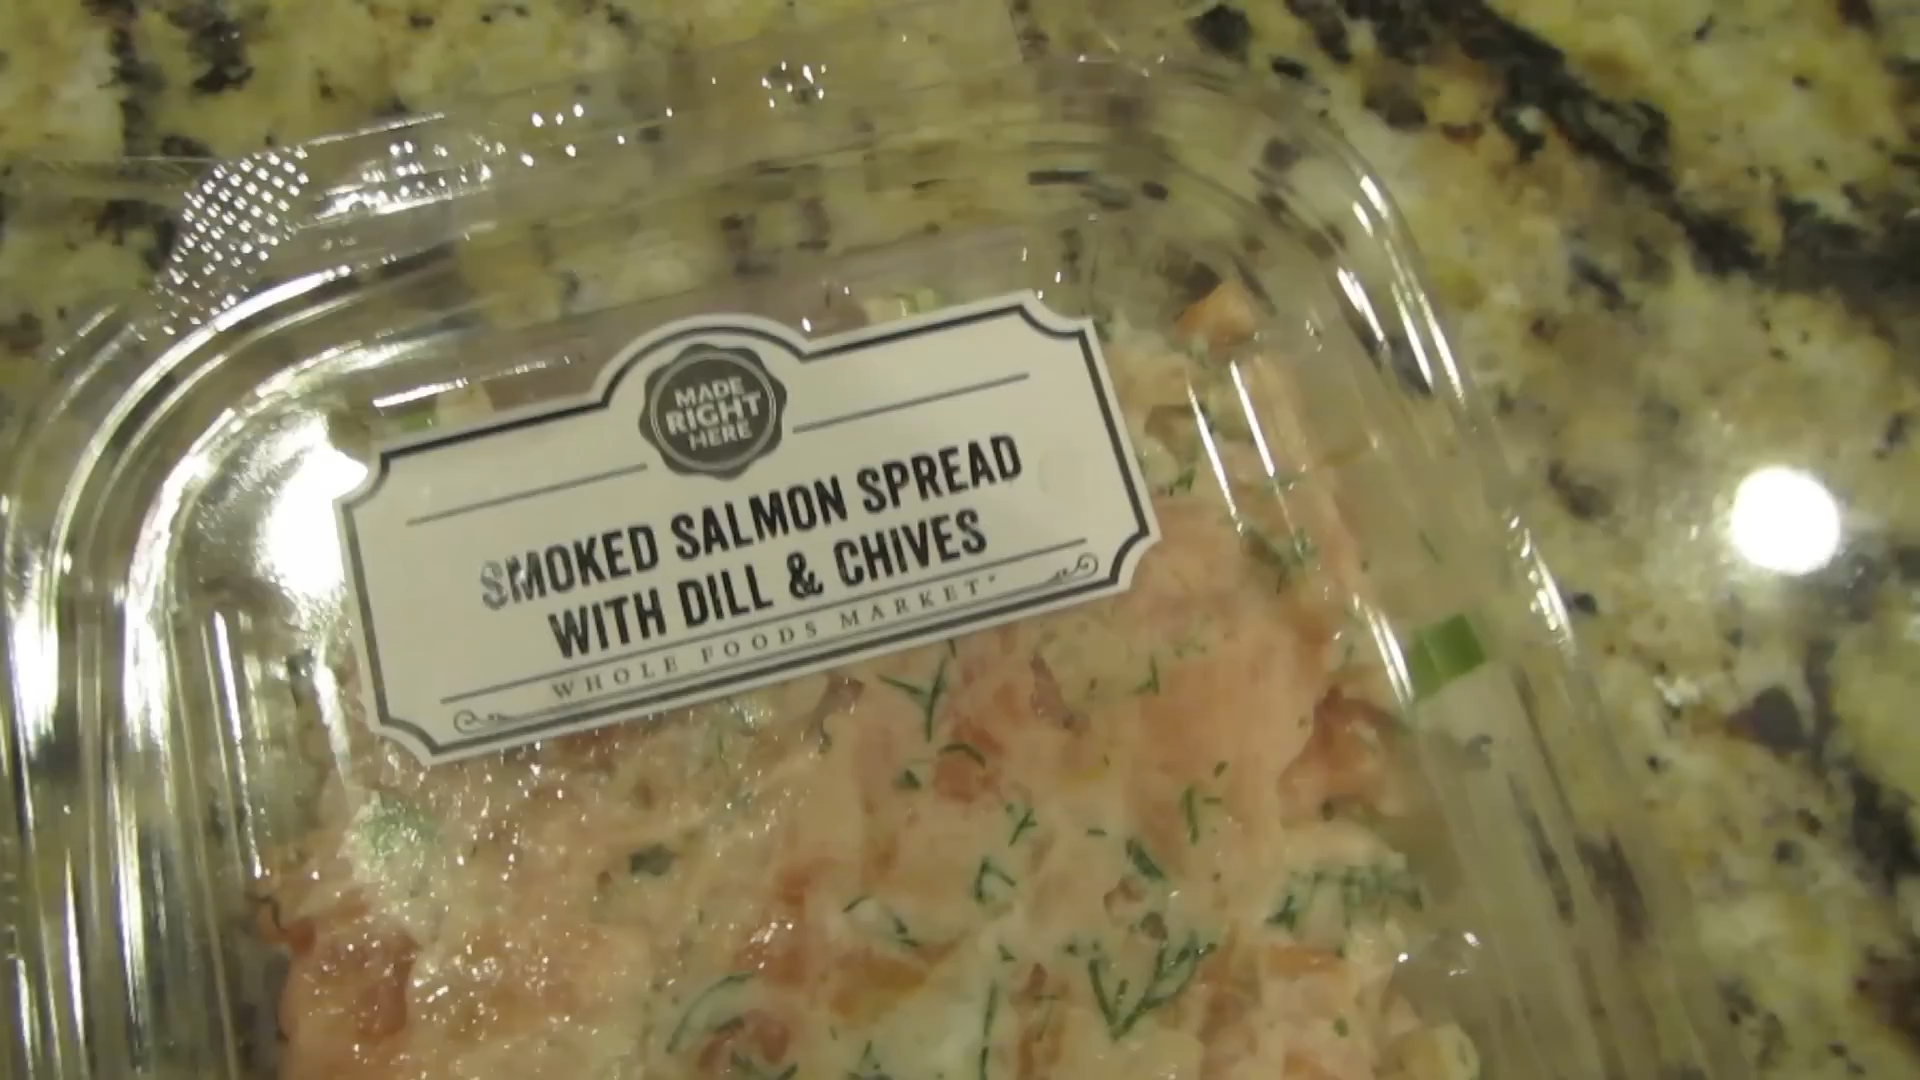 MADE
RIGHT
HERE
SMOKED SALMON SPREAD
WITH DILL & CHIVES
WHOLE FOODS MARKET